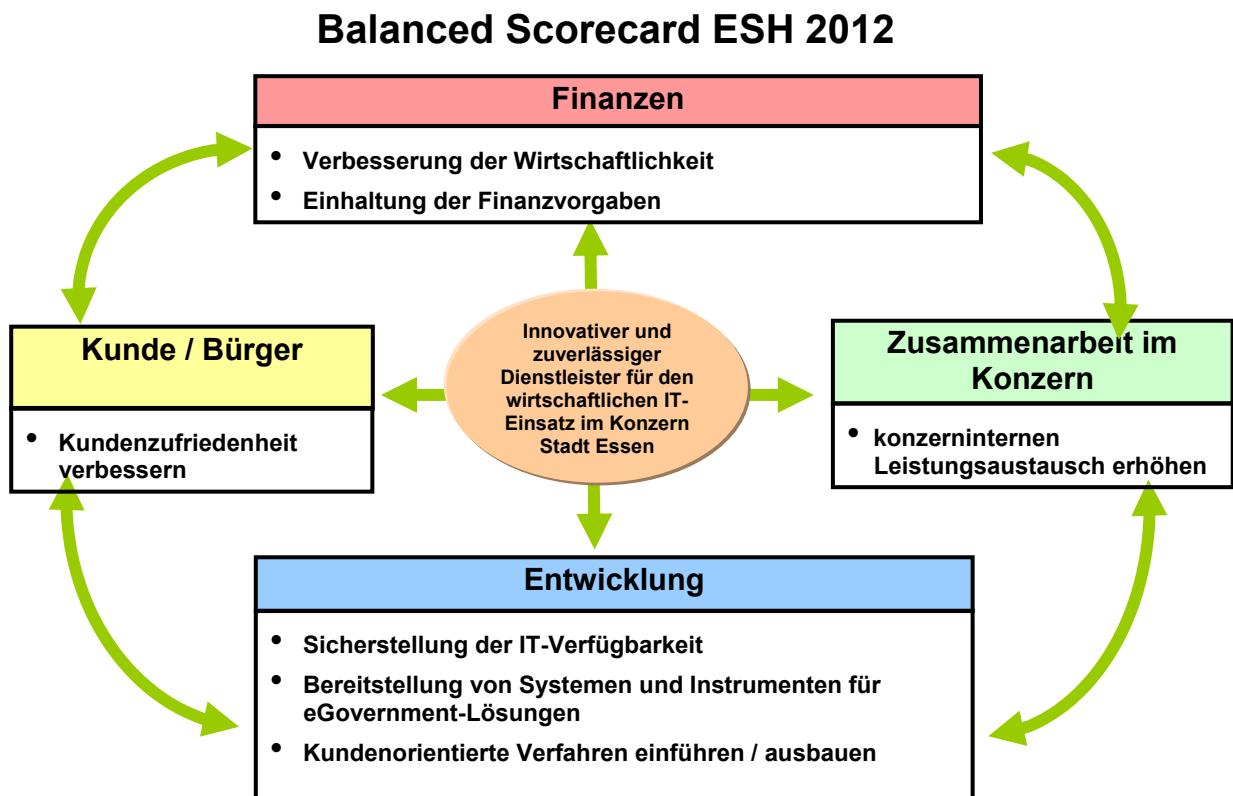 Balanced Scorecard ESH 2012
Finanzen
• Verbesserung der Wirtschaftlichkeit
• Einhaltung der Finanzvorgaben
Kunde / Bürger
• Kundenzufriedenheit
verbessern
Innovativer und
zuverlässiger
Dienstleister für den
wirtschaftlichen IT-
Einsatz im Konzern
Stadt Essen
Zusammenarbeit im
Konzern
• konzerninternen
Leistungsaustausch erhöhen
Entwicklung
• Sicherstellung der IT-Verfügbarkeit
• Bereitstellung von Systemen und Instrumenten für
eGovernment-Lösungen
• Kundenorientierte Verfahren einführen / ausbauen